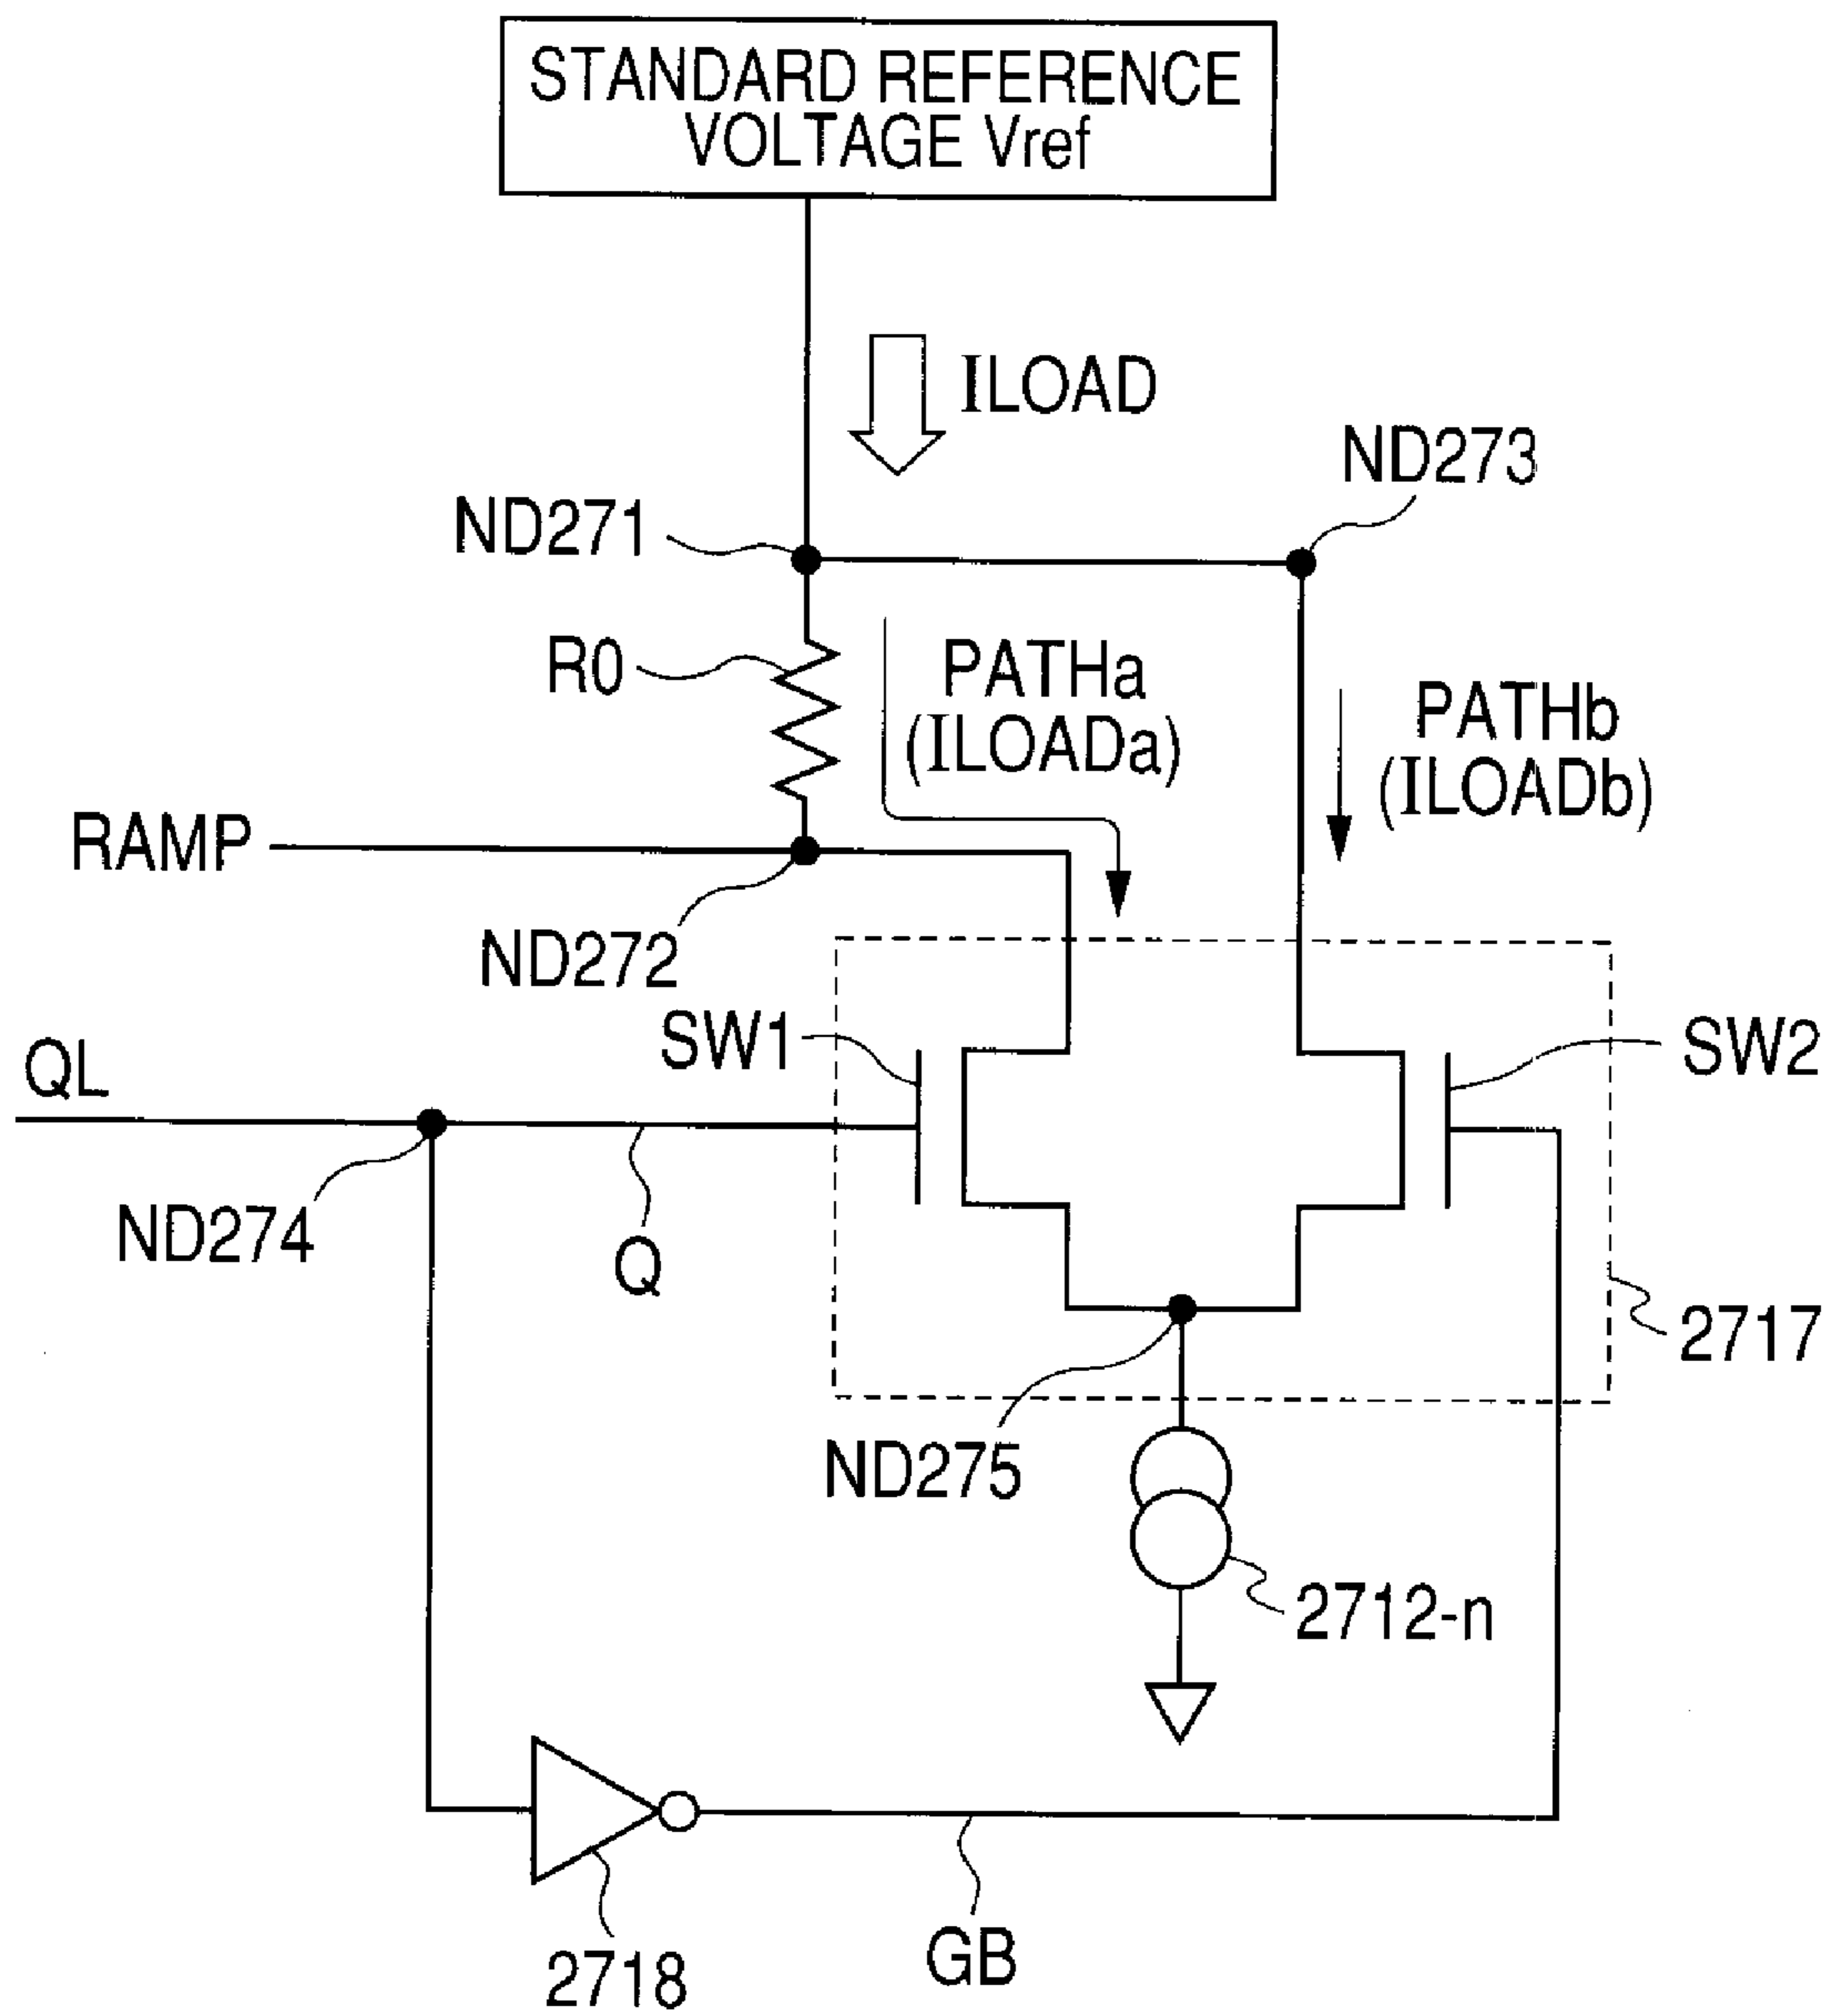 STANDARD REFERENCE
VOLTAGE Vref
ILOAD
ND273
ND271
R0
PATHa
(ILOADa)
PATHb
(ILOADb)
RAMP
ND272
SW1
SW2
QL
ND274
Q
2717
ND275
2712-n
2718
GB